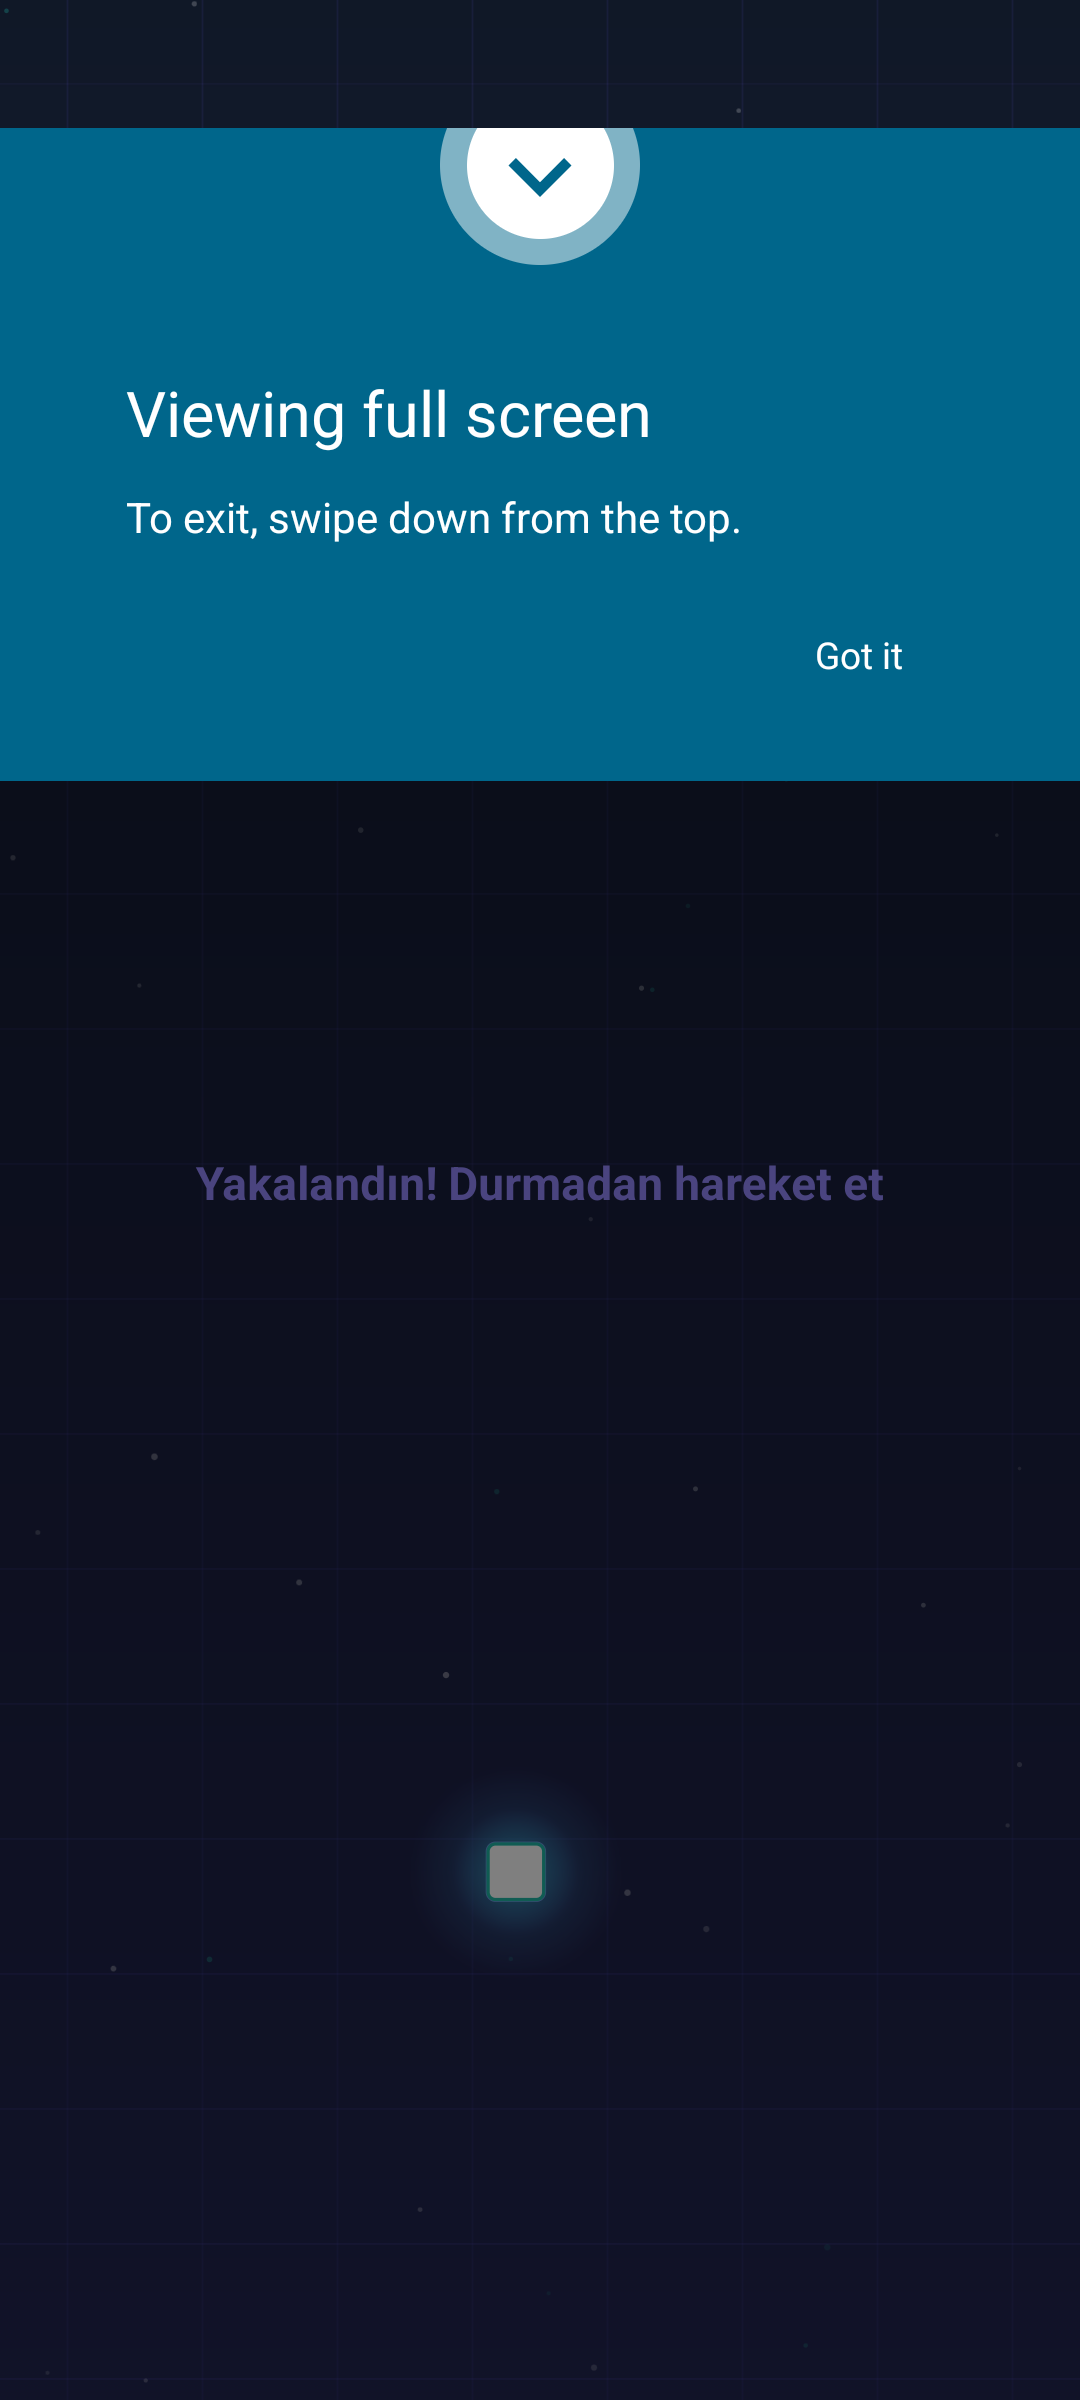 Viewing full screen
To exit, swipe down from the top.
Got it
Yakalandın! Durmadan hareket et